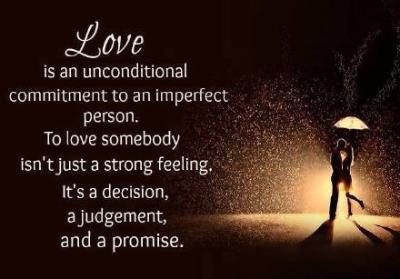 Love
is an unconditional
commitment to an imperfect
person.
To love somebody
isn't just a strong feeling.
It's a decision,
a judgement,
and a promise.